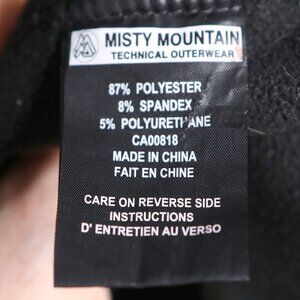 MISTY MOUNTAIN
TECHNICAL OUTERWEAR
87% POLYESTER
8% SPANDEX
5% POLYURETHANE
CA00818
MADE IN CHINA
FAIT EN CHINE
CARE ON REVERSE SIDE
INSTRUCTIONS
D' ENTRETIEN AU VERSO